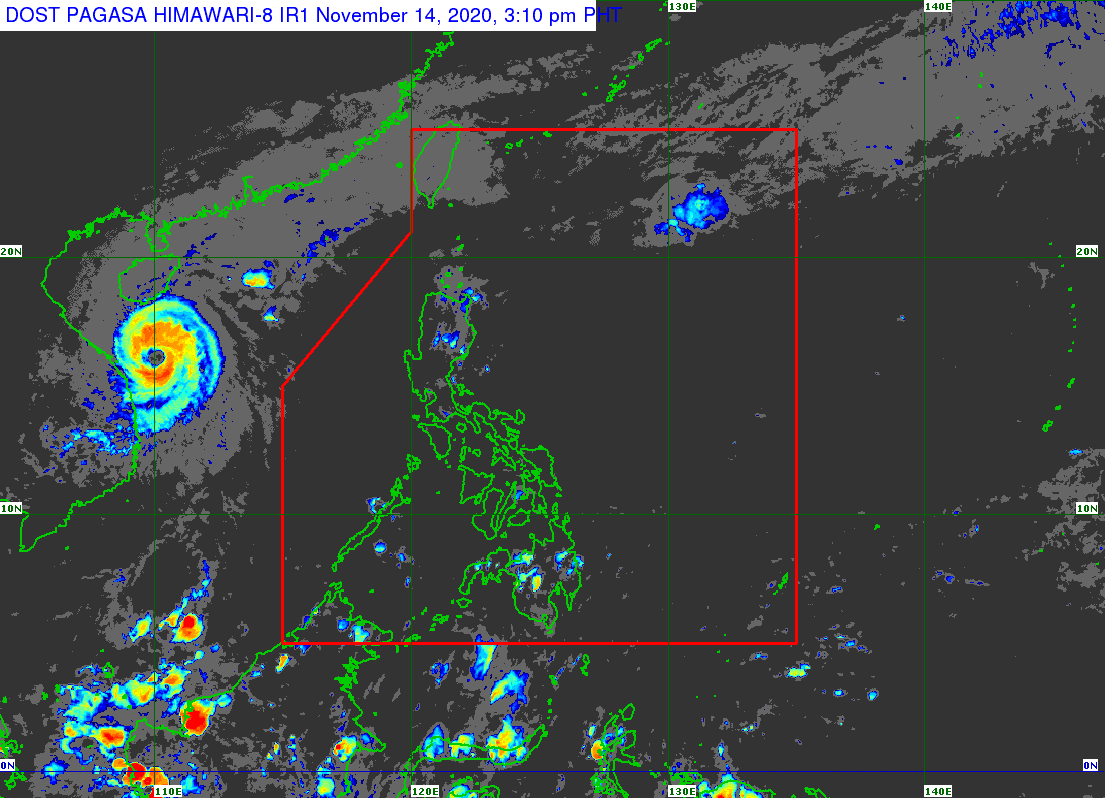 DOST PAGASA HIMAWARI-8 IR1 November 14, 2020, 3:10 pm PHT
130E 140E
20N 20N
10N 10N
0N 0N
110E 120E 130E 140E